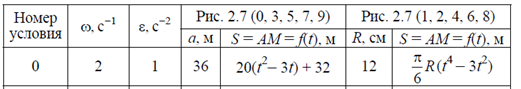 Номер условия ω, с⁻¹ ε, с⁻² Рис. 2.7 (0, 3, 5, 7, 9) Рис. 2.7 (1, 2, 4, 6, 8)
a, м S = AM = f(t), м R, см S = AM = f(t), м
0 2 1 36 20(t² – 3t) + 32 12 π/6 R(t⁴ – 3t²)